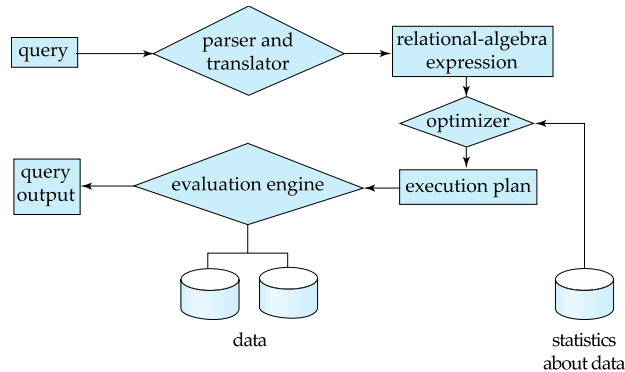 query
parser and
translator
relational-algebra
expression
optimizer
query
output
evaluation engine
execution plan
data
statistics
about data